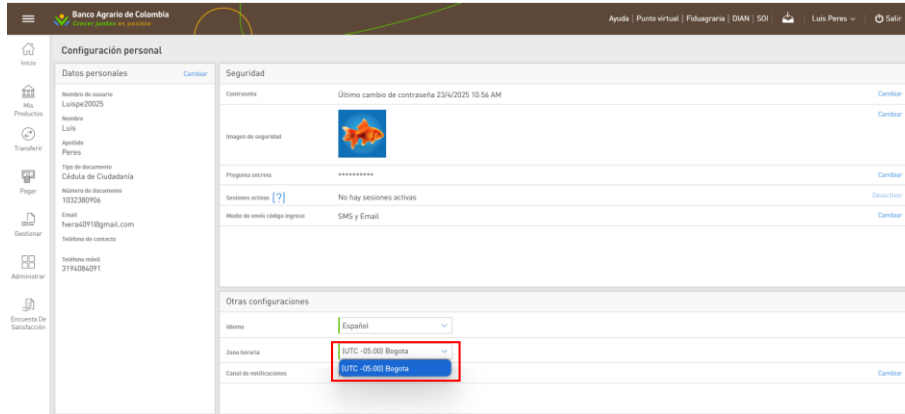 Banco Agrario de Colombia
Crecer juntos es posible
Ayuda | Punto virtual | Fiduagraria | DIAN | SOI |
Luis Peres
Salir
Inicio
Mis
Productos
Transferir
Pagar
Gestionar
Administrar
Encuesta De
Satisfacción
Configuración personal
Datos personales
Cambiar
Nombre de usuario
Luispe20025
Nombre
Luis
Apellido
Peres
Tipo de documento
Cédula de Ciudadanía
Número de documento
1032380906
Email
fvera4091@gmail.com
Teléfono de contacto
Teléfono móvil
3194084091
Seguridad
Contraseña
Último cambio de contraseña 23/4/2025 10:56 AM
Cambiar
Imagen de seguridad
Cambiar
Pregunta secreta
**********
Cambiar
Sesiones activas [?]
No hay sesiones activas
Desactivar
Medio de envío código ingreso
SMS y Email
Cambiar
Otras configuraciones
Idioma
Español
Zona horaria
(UTC -05:00) Bogota
(UTC -05:00) Bogota
Canal de notificaciones
Cambiar